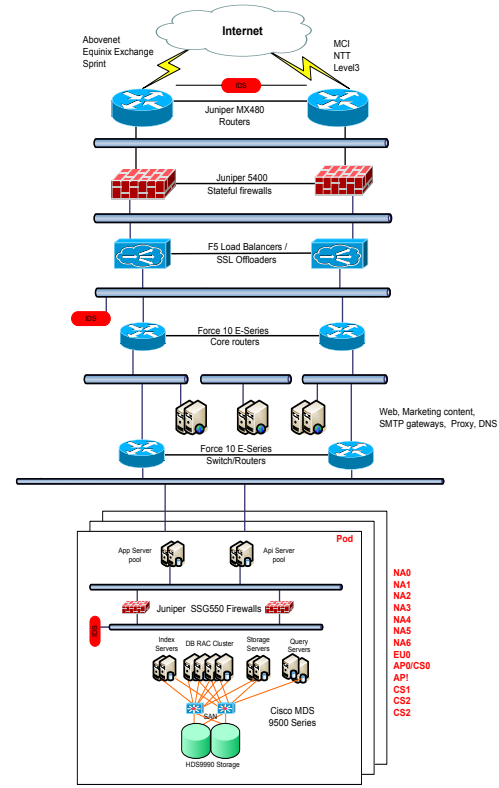 Internet
Abovenet
Equinix Exchange
Sprint
MCI
NTT
Level3
IDS
Juniper MX480
Routers
Juniper 5400
Stateful firewalls
F5 Load Balancers /
SSL Offloaders
IDS
Force 10 E-Series
Core routers
Web, Marketing content,
SMTP gateways, Proxy, DNS
Force 10 E-Series
Switch/Routers
Pod
App Server
pool
Api Server
pool
Juniper SSG550 Firewalls
IDS
Index
Servers
DB RAC Cluster
Storage
Servers
Query
Servers
SAN
Cisco MDS
9500 Series
HDS9990 Storage
NA0
NA1
NA2
NA3
NA4
NA5
NA6
EU0
AP0/CS0
AP!
CS1
CS2
CS2